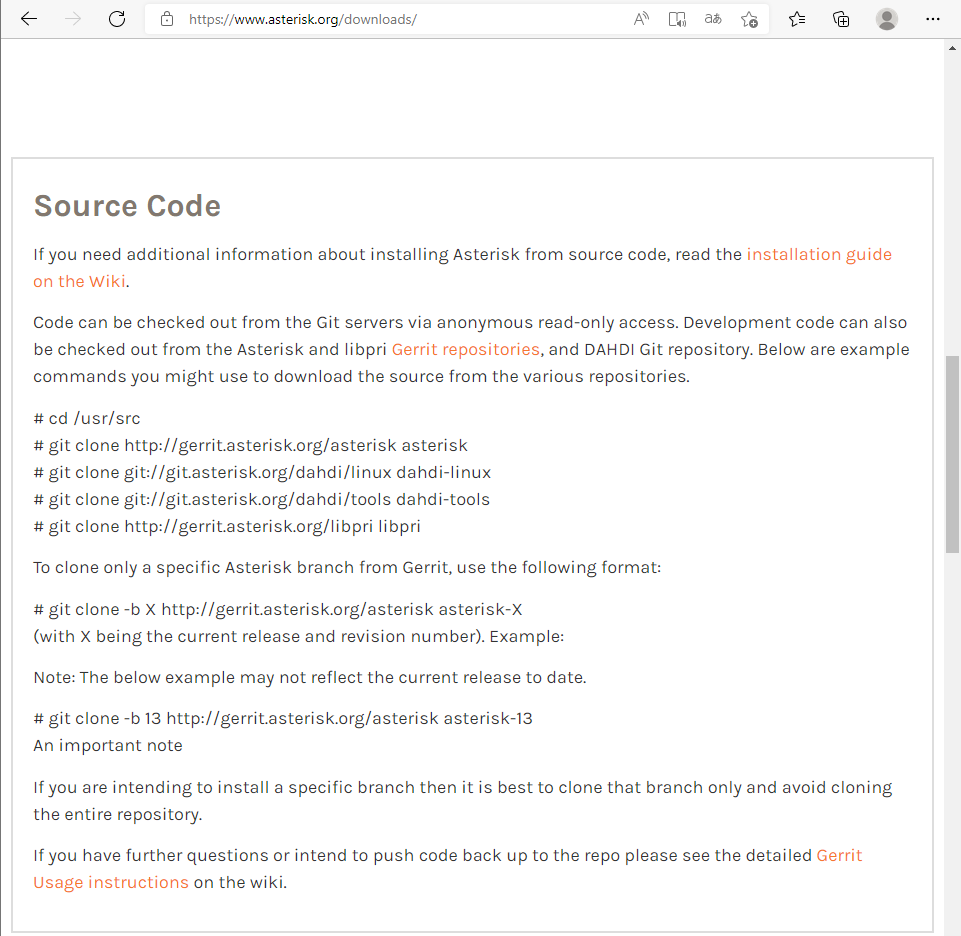 https://www.asterisk.org/downloads/
Source Code
If you need additional information about installing Asterisk from source code, read the installation guide
on the Wiki.
Code can be checked out from the Git servers via anonymous read-only access. Development code can also
be checked out from the Asterisk and libpri Gerrit repositories, and DAHDI Git repository. Below are example
commands you might use to download the source from the various repositories.
# cd /usr/src
# git clone http://gerrit.asterisk.org/asterisk asterisk
# git clone git://git.asterisk.org/dahdi/linux dahdi-linux
# git clone git://git.asterisk.org/dahdi/tools dahdi-tools
# git clone http://gerrit.asterisk.org/libpri libpri
To clone only a specific Asterisk branch from Gerrit, use the following format:
# git clone -b X http://gerrit.asterisk.org/asterisk asterisk-X
(with X being the current release and revision number). Example:
Note: The below example may not reflect the current release to date.
# git clone -b 13 http://gerrit.asterisk.org/asterisk asterisk-13
An important note
If you are intending to install a specific branch then it is best to clone that branch only and avoid cloning
the entire repository.
If you have further questions or intend to push code back up to the repo please see the detailed Gerrit
Usage instructions on the wiki.